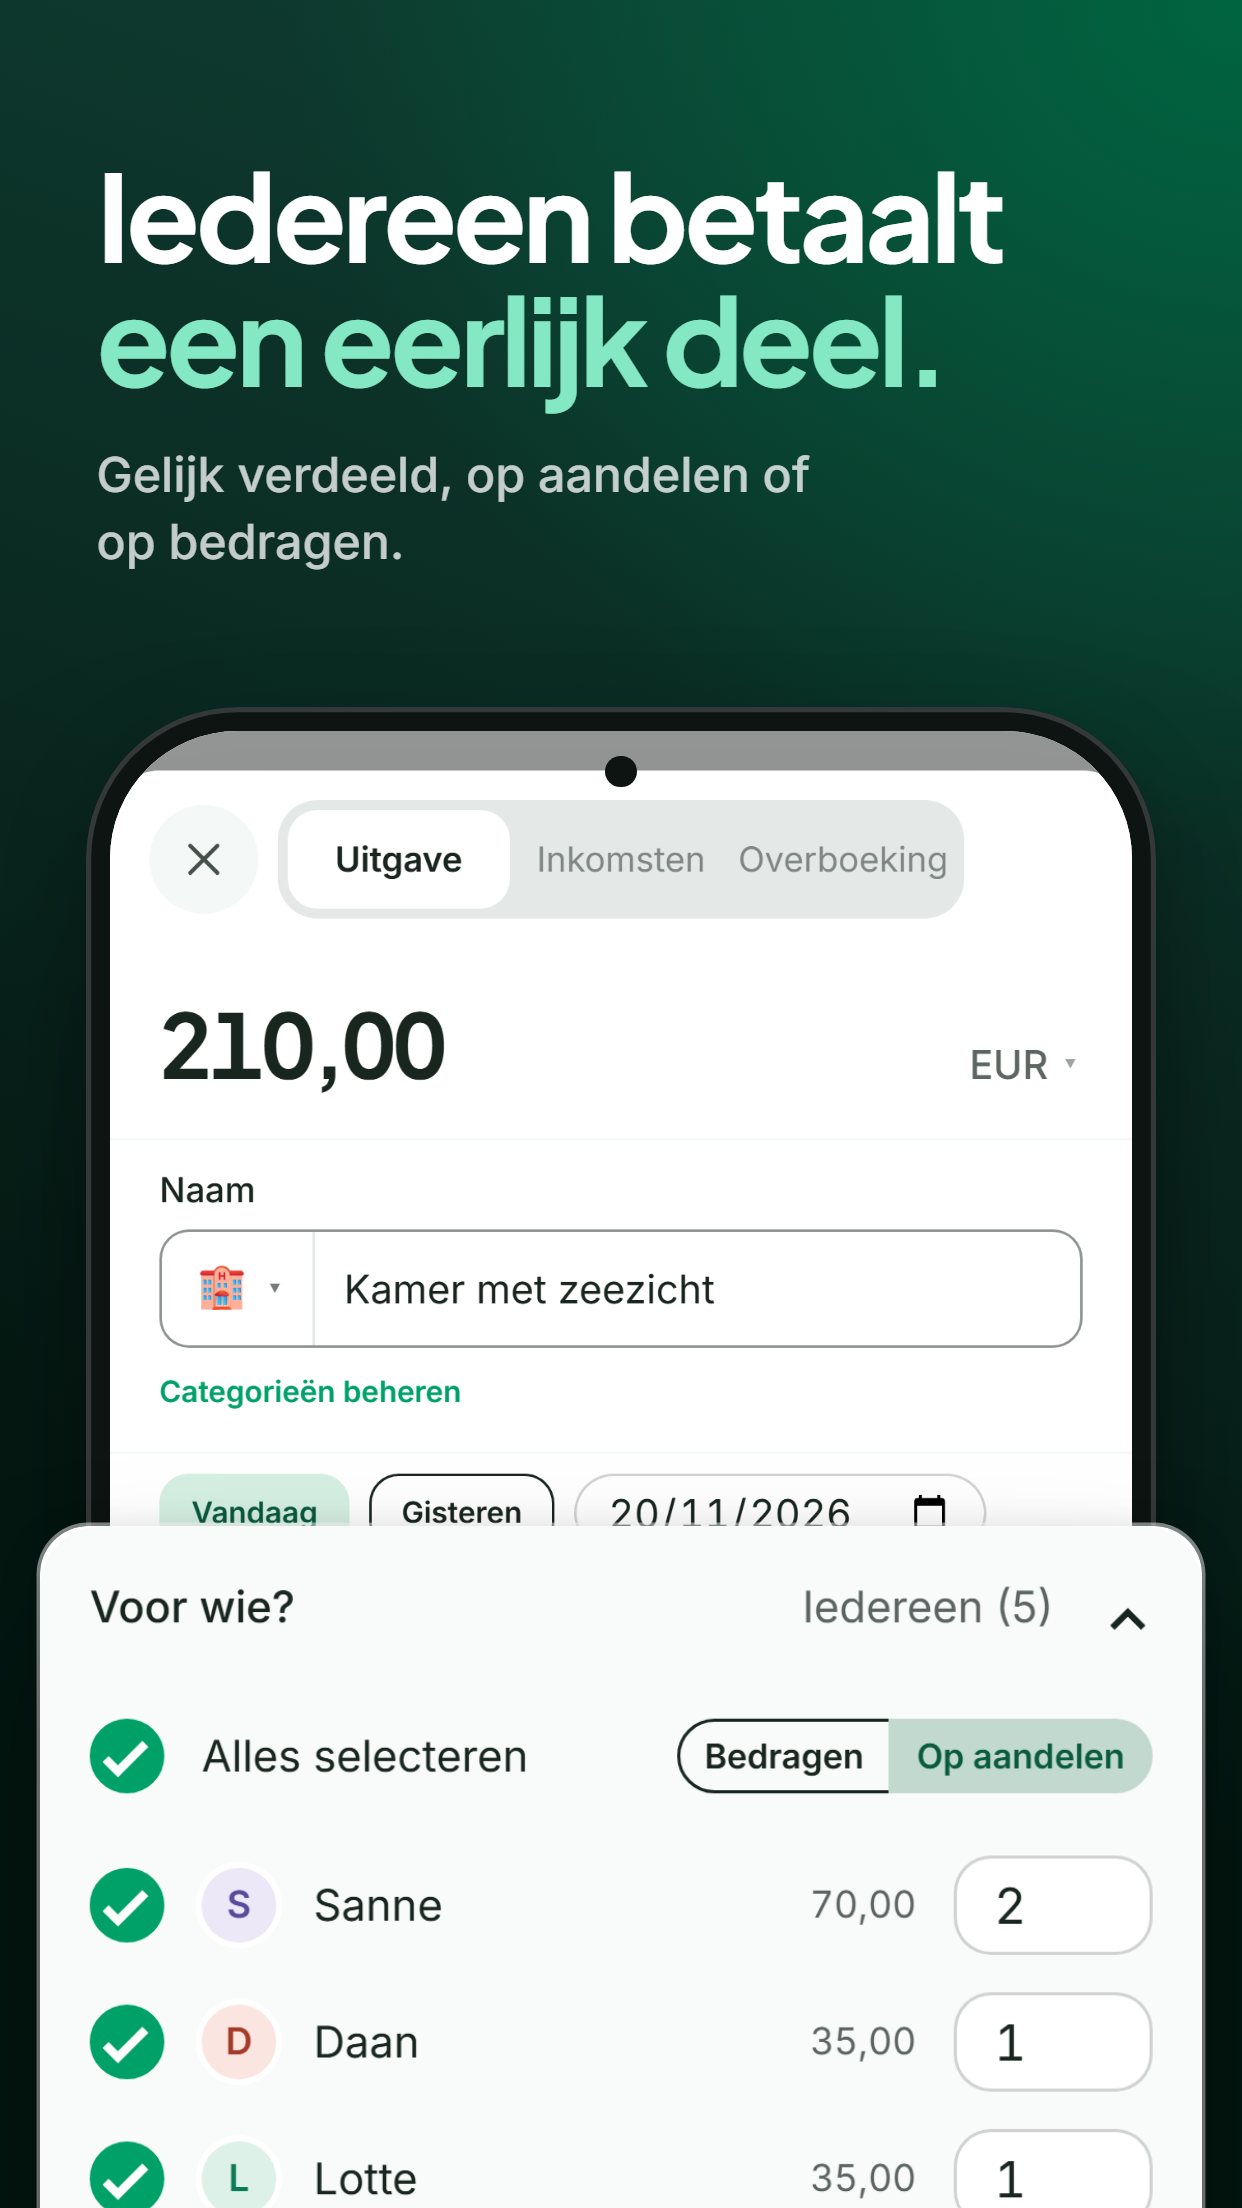 Iedereen betaalt
een eerlijk deel.
Gelijk verdeeld, op aandelen of
op bedragen.
Uitgave Inkomsten Overboeking
210,00 EUR
Naam
Kamer met zeezicht
Categorieën beheren
Vandaag Gisteren 20/11/2026
Voor wie? Iedereen (5)
Alles selecteren Bedragen Op aandelen
S Sanne 70,00 2
D Daan 35,00 1
L Lotte 35,00 1